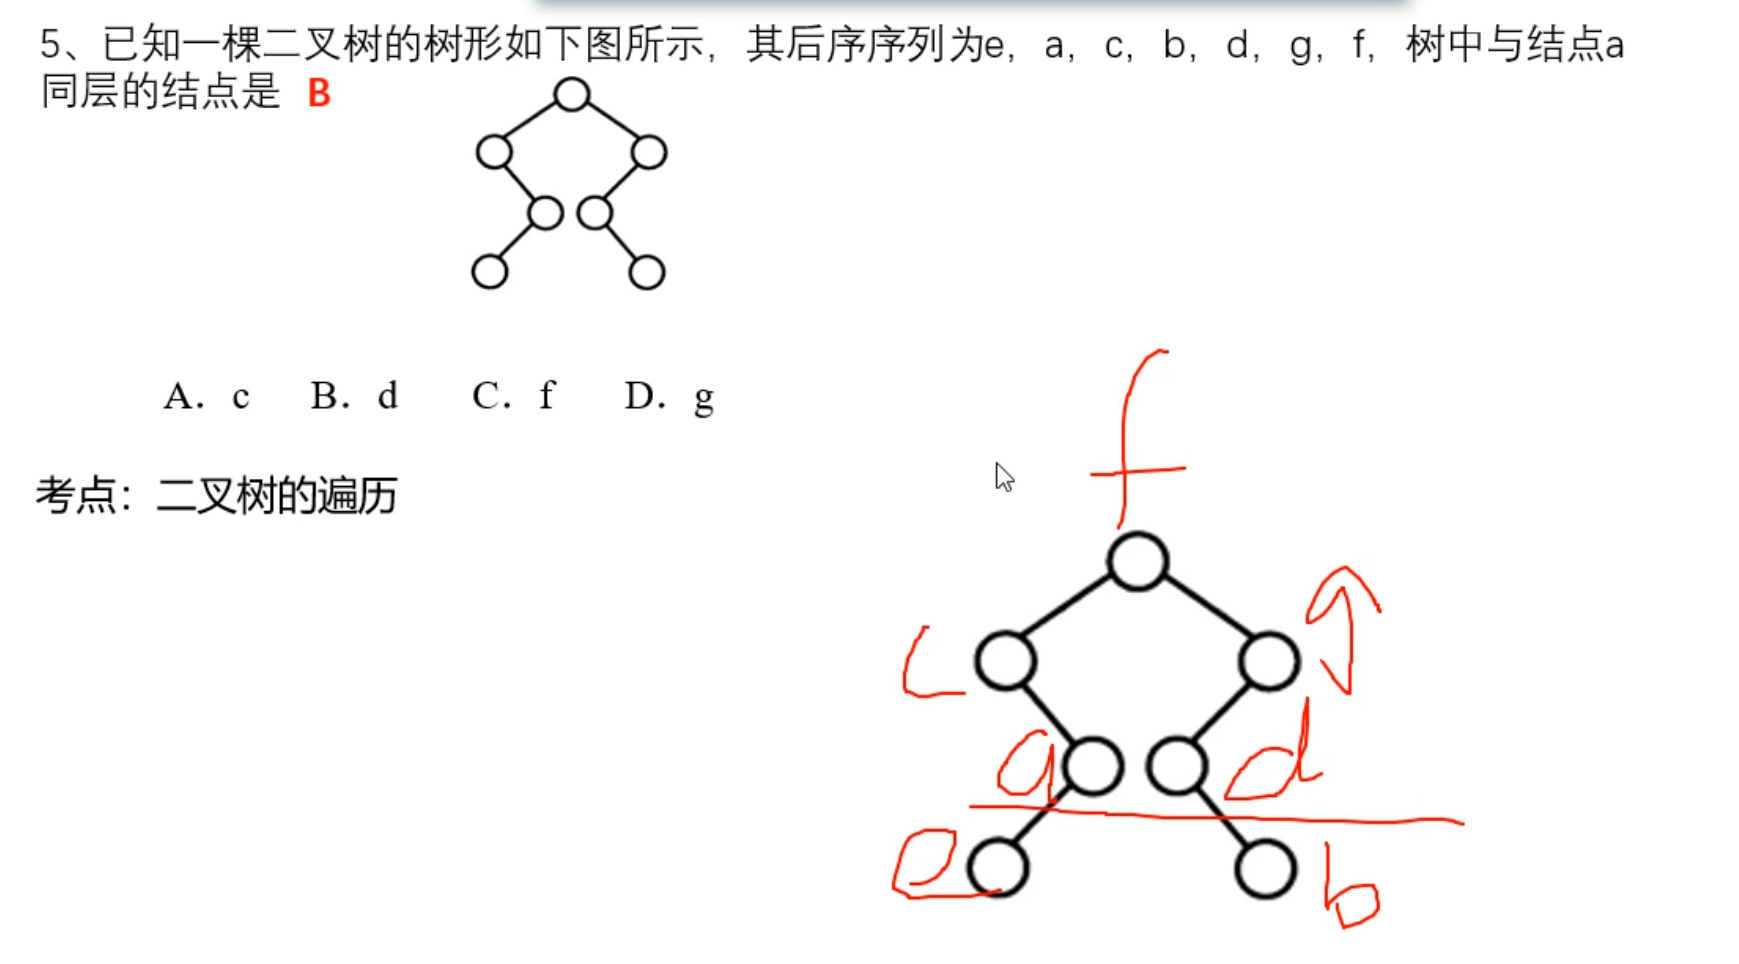 5、已知一棵二叉树的树形如下图所示，其后序序列为e，a，c，b，d，g，f，树中与结点a
同层的结点是 B
A．c B．d C．f D．g
考点：二叉树的遍历
f
c g
a d
e b